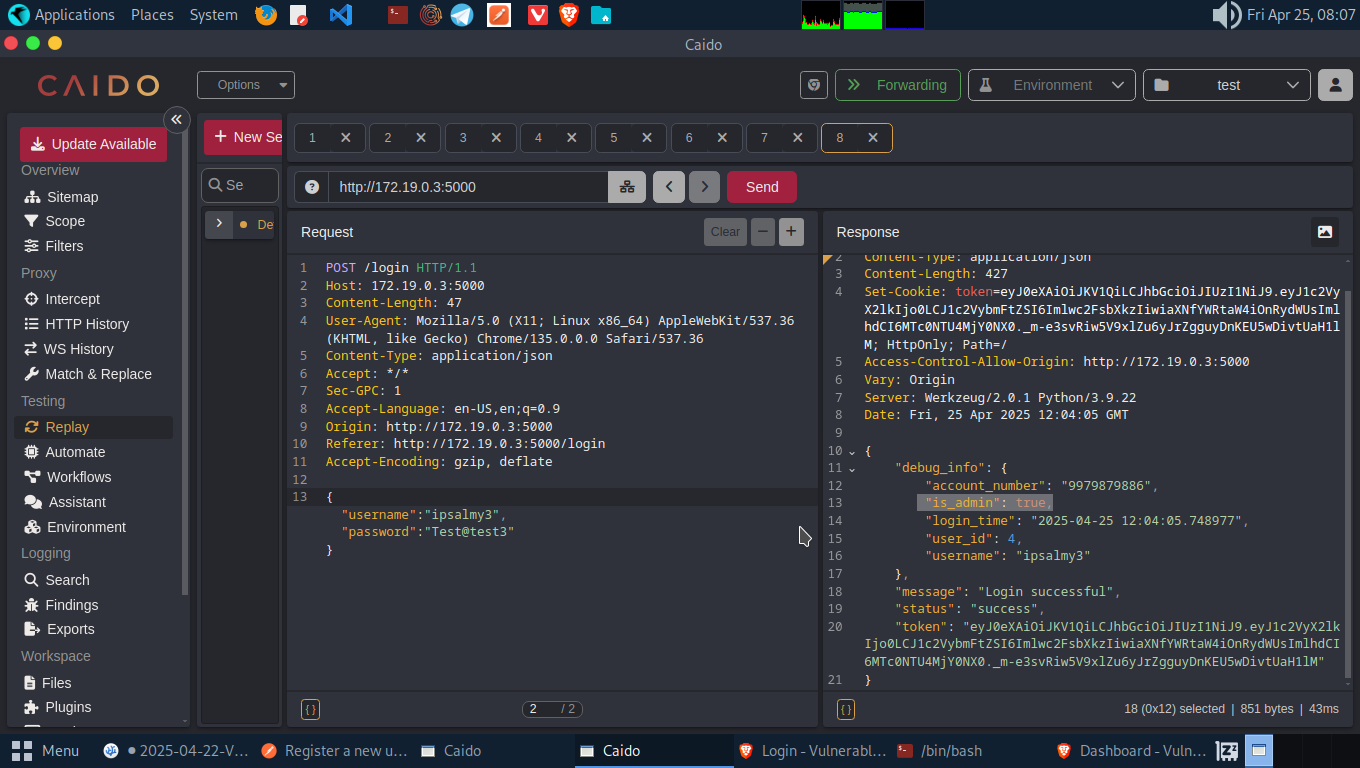 Applications Places System
Fri Apr 25, 08:07
Caido
CAIDO
Options
Forwarding
Environment
test
Update Available
Overview
Sitemap
Scope
Filters
Proxy
Intercept
HTTP History
WS History
Match & Replace
Testing
Replay
Automate
Workflows
Assistant
Environment
Logging
Search
Findings
Exports
Workspace
Files
Plugins
+ New Se
Se
De
1 2 3 4 5 6 7 8
http://172.19.0.3:5000
Send
Request
Clear
1 POST /login HTTP/1.1
2 Host: 172.19.0.3:5000
3 Content-Length: 47
4 User-Agent: Mozilla/5.0 (X11; Linux x86_64) AppleWebKit/537.36
(KHTML, like Gecko) Chrome/135.0.0.0 Safari/537.36
5 Content-Type: application/json
6 Accept: */*
7 Sec-GPC: 1
8 Accept-Language: en-US,en;q=0.9
9 Origin: http://172.19.0.3:5000
10 Referer: http://172.19.0.3:5000/login
11 Accept-Encoding: gzip, deflate
12
13 {
"username":"ipsalmy3",
"password":"Test@test3"
}
{}
2 / 2
Response
2 Content-Type: application/json
3 Content-Length: 427
4 Set-Cookie: token=eyJ0eXAiOiJKV1QiLCJhbGciOiJIUzI1NiJ9.eyJ1c2Vy
X2lkIjo0LCJ1c2VybmFtZSI6Imlwc2FsbXkzIiwiaXNfYWRtaW4iOnRydWUsIml
hdCI6MTc0NTU4MjY0NX0._m-e3svRiw5V9xlZu6yJrZgguyDnKEU5wDivtUaH1l
M; HttpOnly; Path=/
5 Access-Control-Allow-Origin: http://172.19.0.3:5000
6 Vary: Origin
7 Server: Werkzeug/2.0.1 Python/3.9.22
8 Date: Fri, 25 Apr 2025 12:04:05 GMT
9
10 {
11 "debug_info": {
12 "account_number": "9979879886",
13 "is_admin": true,
14 "login_time": "2025-04-25 12:04:05.748977",
15 "user_id": 4,
16 "username": "ipsalmy3"
17 },
18 "message": "Login successful",
19 "status": "success",
20 "token": "eyJ0eXAiOiJKV1QiLCJhbGciOiJIUzI1NiJ9.eyJ1c2VyX2lk
Ijo0LCJ1c2VybmFtZSI6Imlwc2FsbXkzIiwiaXNfYWRtaW4iOnRydWUsImlhdCI
6MTc0NTU4MjY0NX0._m-e3svRiw5V9xlZu6yJrZgguyDnKEU5wDivtUaH1lM"
21 }
{}
18 (0x12) selected | 851 bytes | 43ms
Menu
● 2025-04-22-V...
Register a new u...
Caido
Caido
Login - Vulnerabl...
/bin/bash
Dashboard - Vuln...